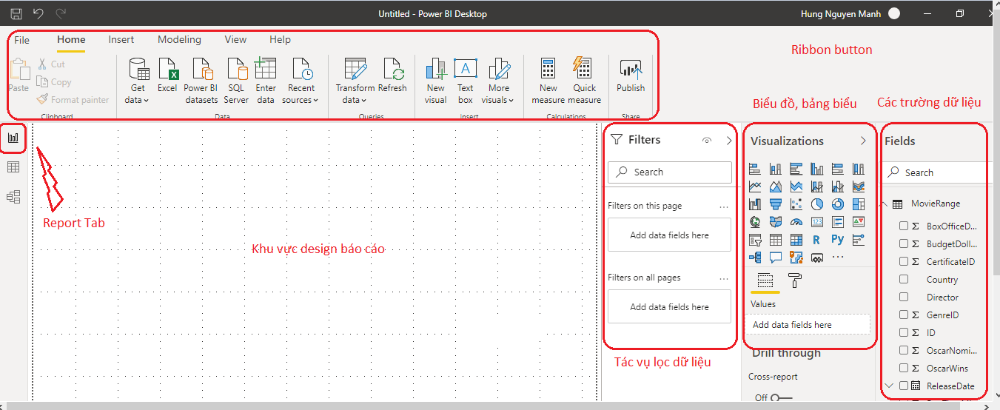 Untitled - Power BI Desktop
Hung Nguyen Manh
File Home Insert Modeling View Help
Ribbon button
Paste
Cut
Copy
Format painter
Clipboard
Get data
Excel
Power BI datasets
SQL Server
Enter data
Recent sources
Data
Transform data
Refresh
Queries
New visual
Text box
More visuals
Insert
New measure
Quick measure
Calculations
Publish
Share
Biểu đồ, bảng biểu
Các trường dữ liệu
Report Tab
Khu vực design báo cáo
Filters
Search
Filters on this page ...
Add data fields here
Filters on all pages ...
Add data fields here
Tác vụ lọc dữ liệu
Visualizations
123
R Py
...
Values
Add data fields here
Drill through
Cross-report
Off
Fields
Search
MovieRange
Σ BoxOfficeD...
Σ BudgetDoll...
Σ CertificateID
Country
Director
Σ GenreID
Σ ID
Σ OscarNomi...
Σ OscarWins
ReleaseDate